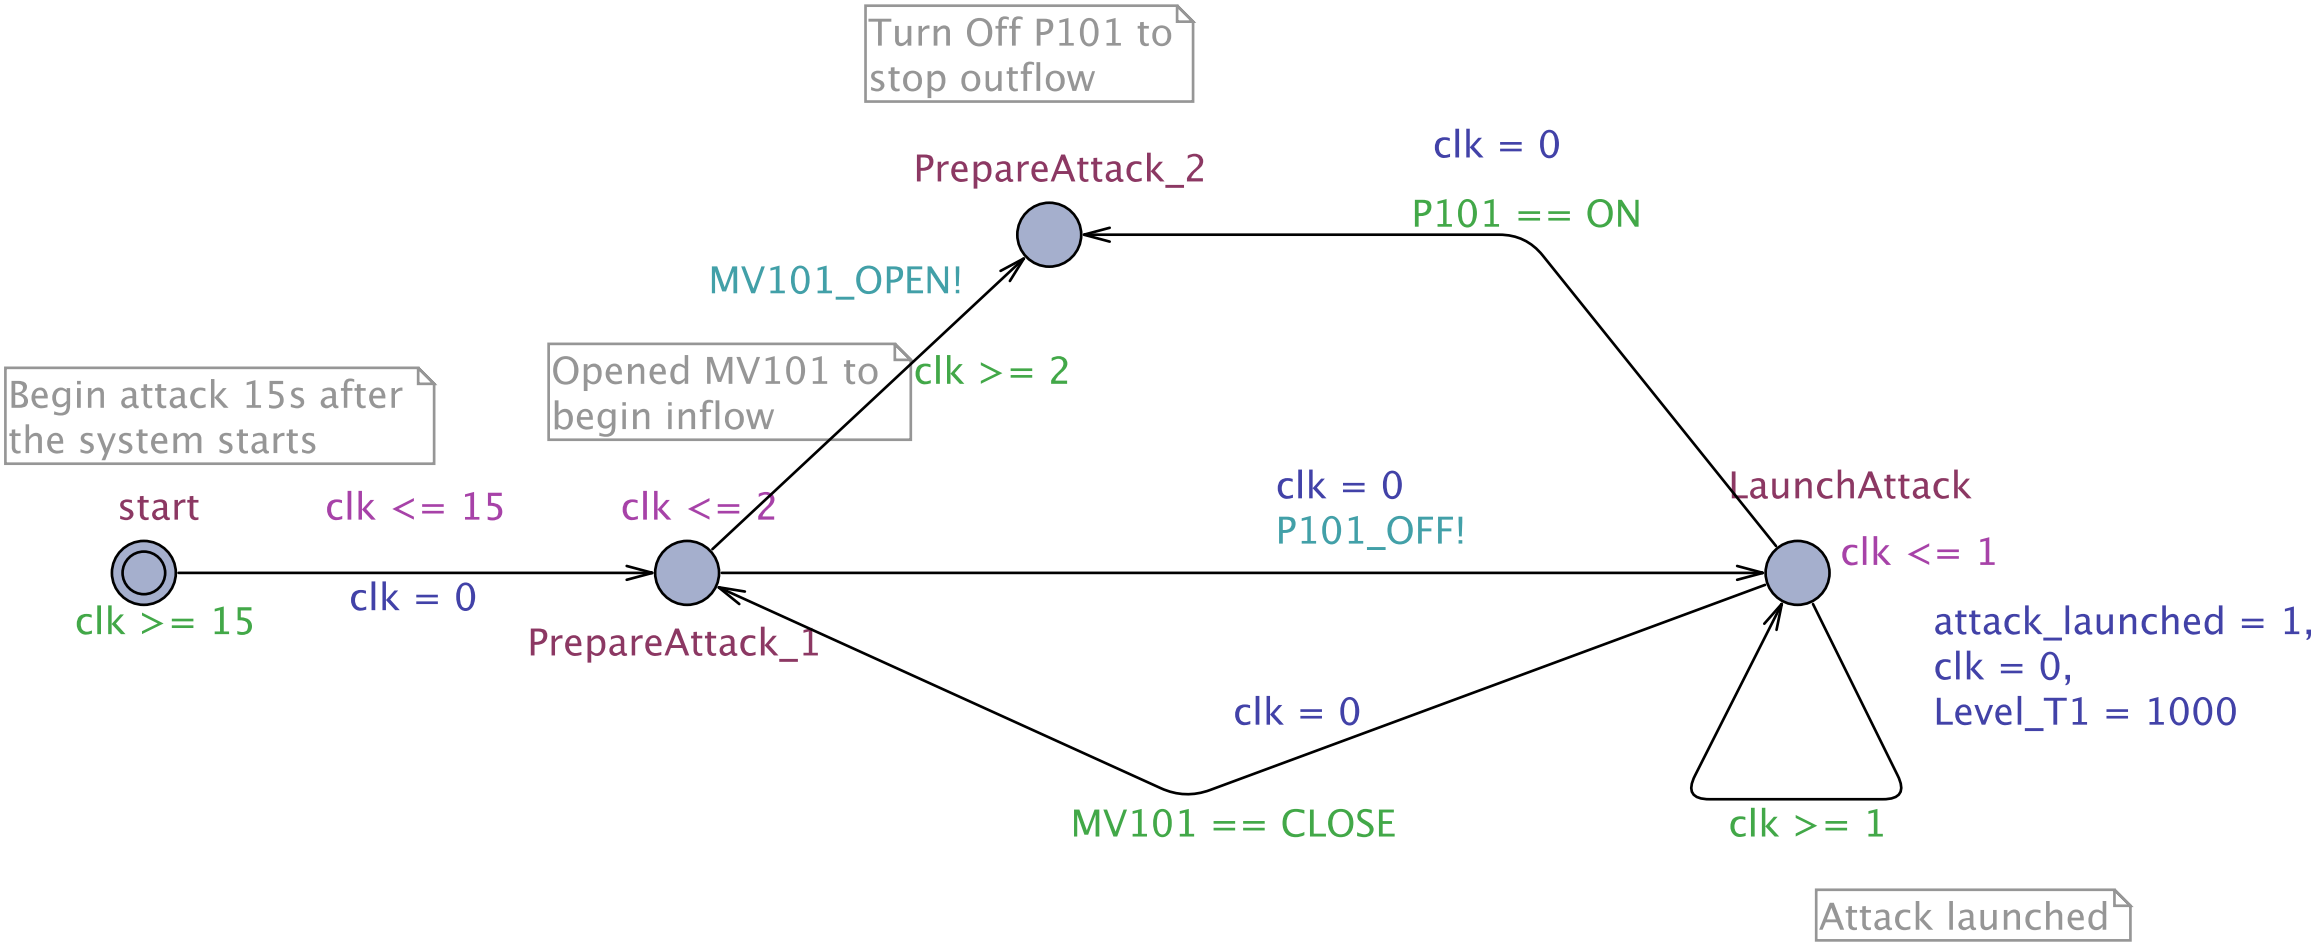 Turn Off P101 to
stop outflow
clk = 0
PrepareAttack_2
P101 == ON
MV101_OPEN!
Opened MV101 to
begin inflow
clk >= 2
Begin attack 15s after
the system starts
start
clk <= 15
clk <= 2
clk = 0
P101_OFF!
LaunchAttack
clk <= 1
clk = 0
clk >= 15
PrepareAttack_1
attack_launched = 1,
clk = 0,
Level_T1 = 1000
clk = 0
MV101 == CLOSE
clk >= 1
Attack launched